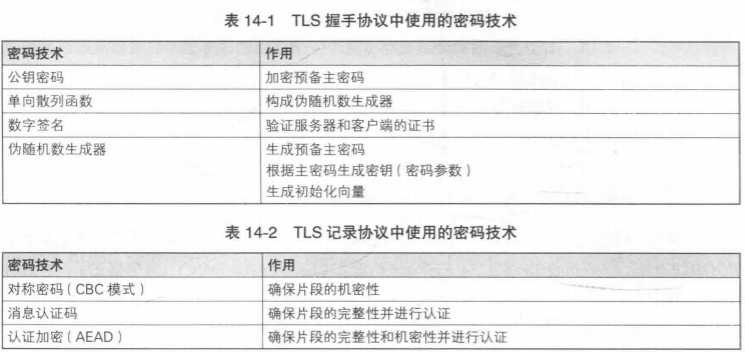 表 14-1 TLS 握手协议中使用的密码技术
密码技术 作用
公钥密码 加密预备主密码
单向散列函数 构成伪随机数生成器
数字签名 验证服务器和客户端的证书
伪随机数生成器 生成预备主密码
根据主密码生成密钥（密码参数）
生成初始化向量
表 14-2 TLS 记录协议中使用的密码技术
密码技术 作用
对称密码（CBC 模式） 确保片段的机密性
消息认证码 确保片段的完整性并进行认证
认证加密（AEAD） 确保片段的完整性和机密性并进行认证